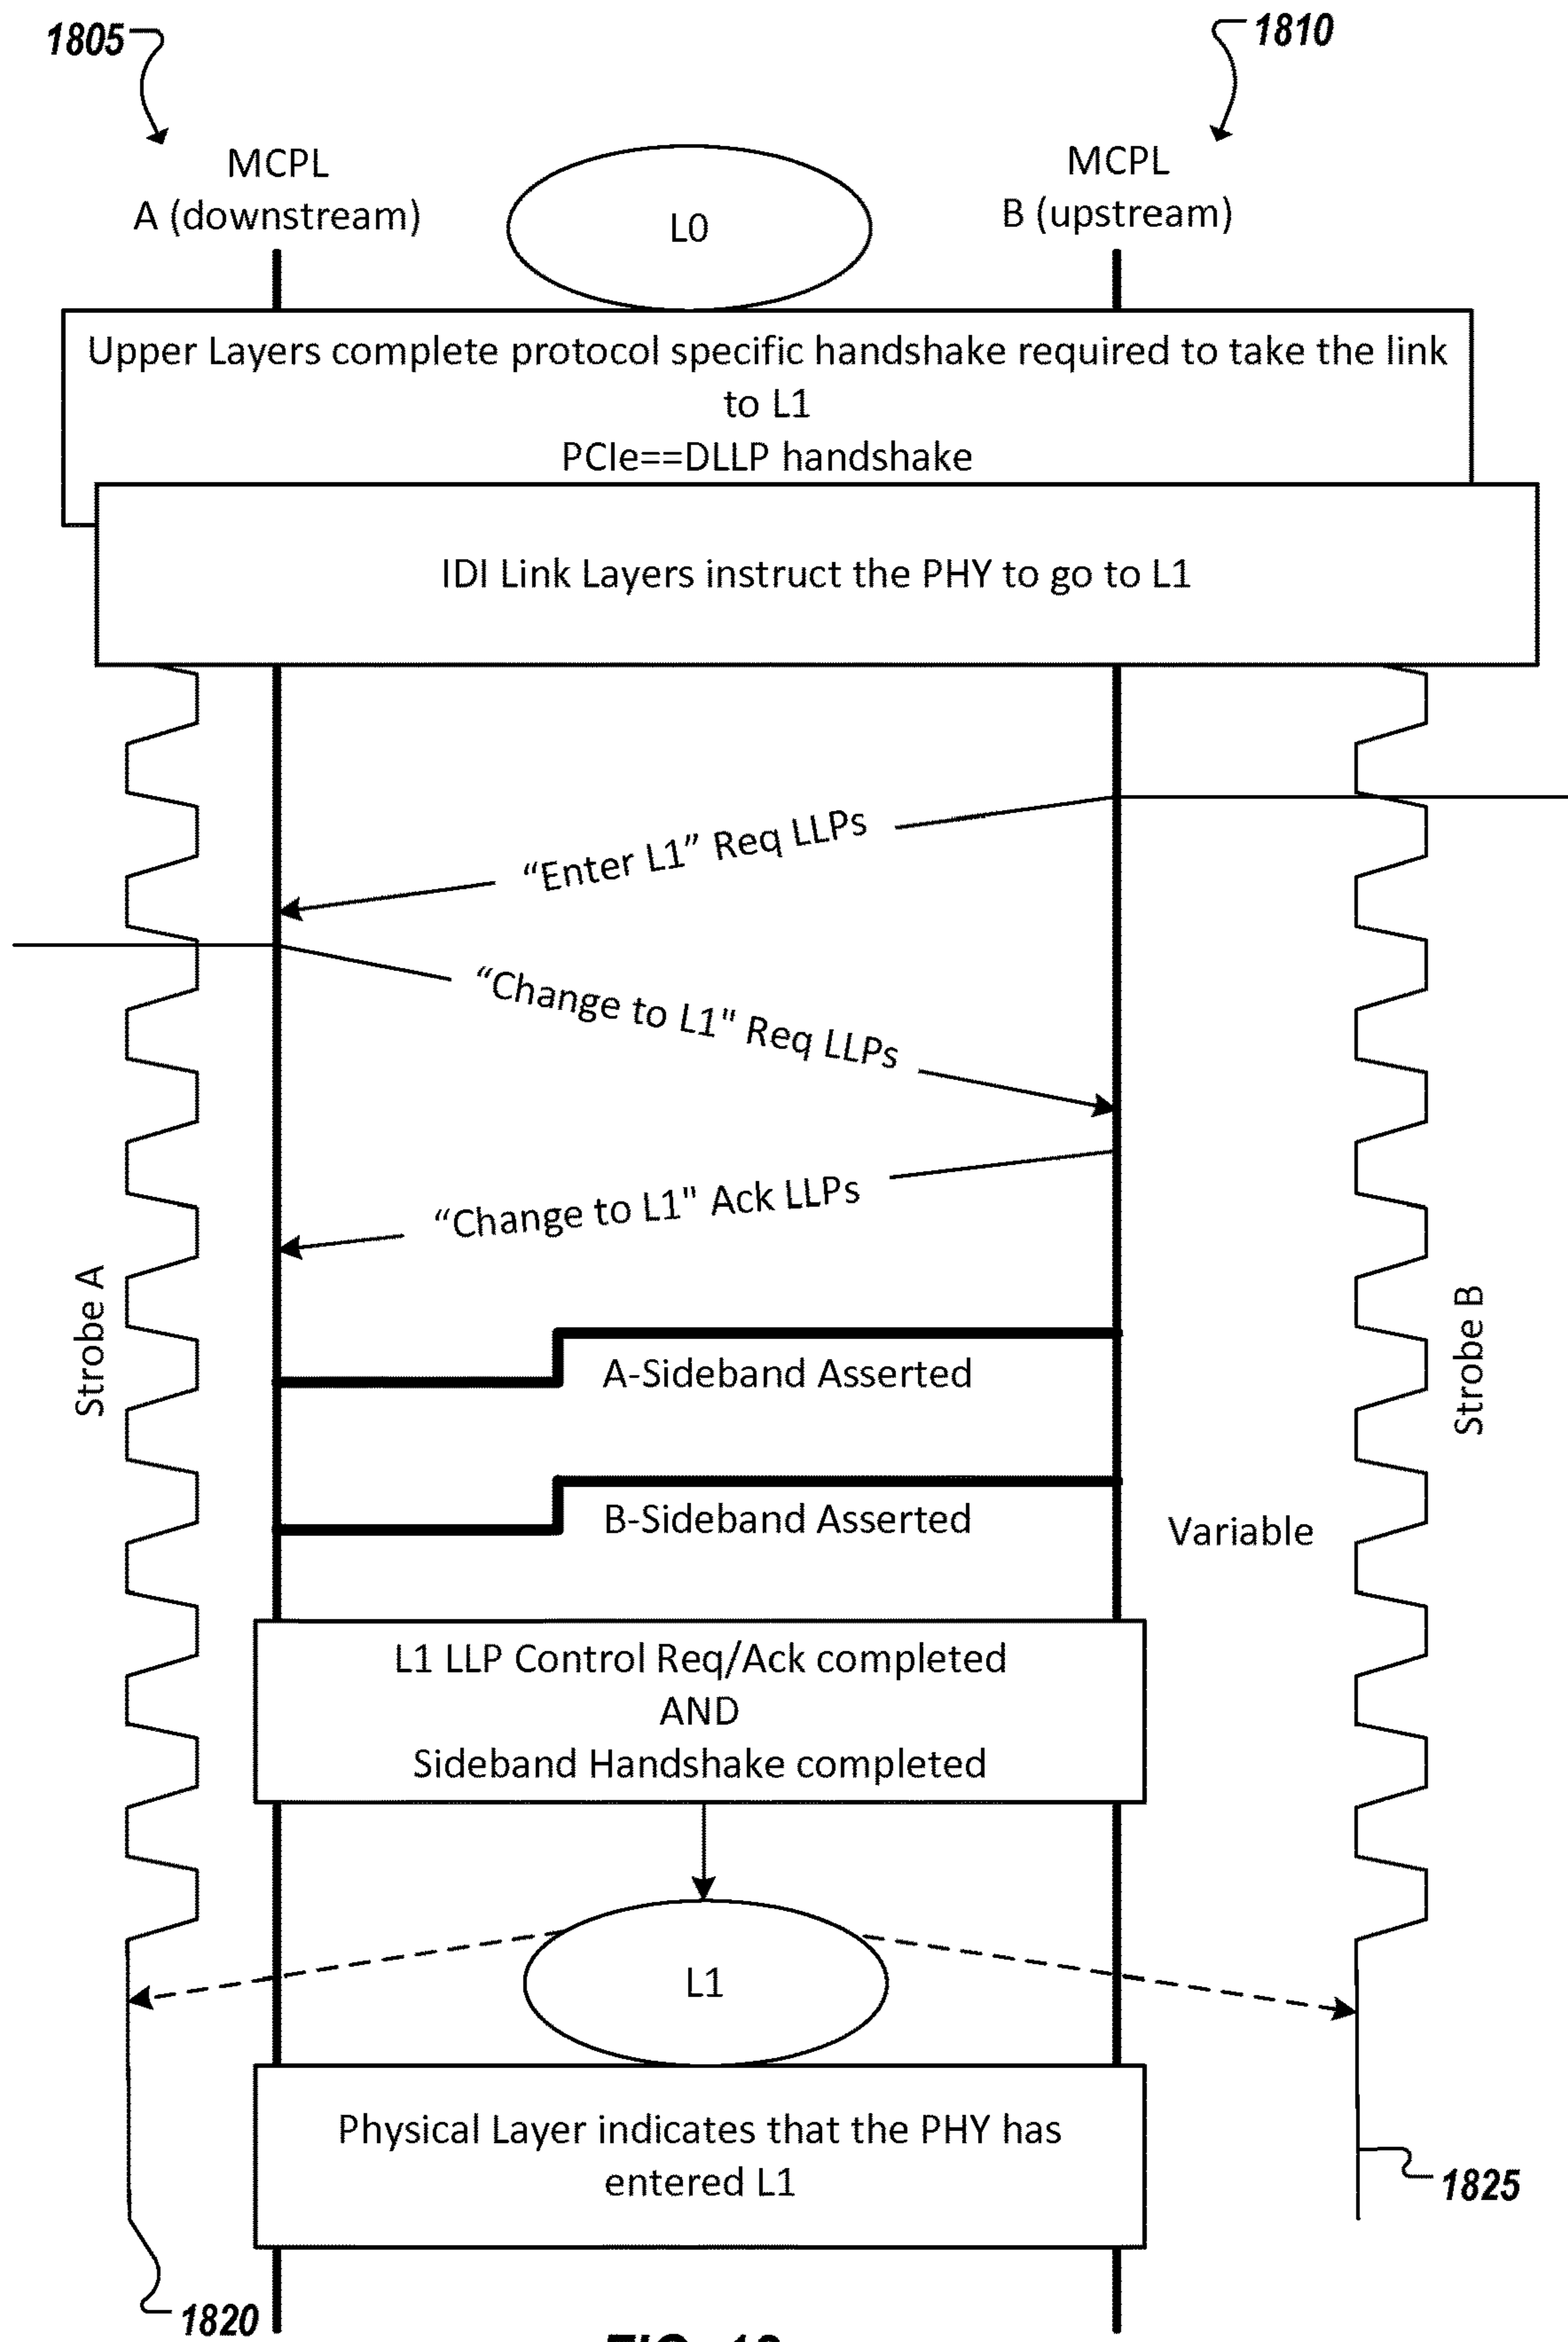 1805
1810
MCPL
A (downstream)
L0
MCPL
B (upstream)
Upper Layers complete protocol specific handshake required to take the link
to L1
PCIe==DLLP handshake
IDI Link Layers instruct the PHY to go to L1
“Enter L1” Req LLPs
“Change to L1" Req LLPs
“Change to L1" Ack LLPs
Strobe A
Strobe B
A-Sideband Asserted
B-Sideband Asserted
Variable
L1 LLP Control Req/Ack completed
AND
Sideband Handshake completed
L1
Physical Layer indicates that the PHY has
entered L1
1825
1820